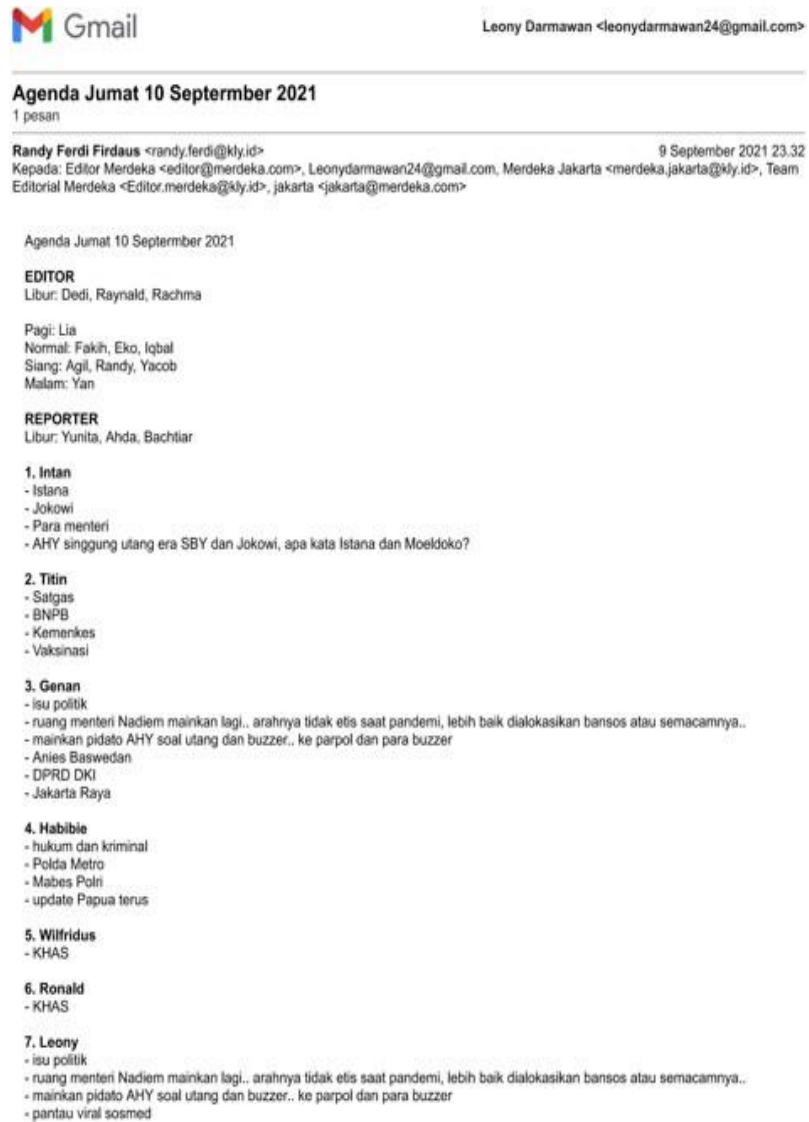 Gmail
Leony Darmawan <leonydarmawan24@gmail.com>
Agenda Jumat 10 Septermber 2021
1 pesan
Randy Ferdi Firdaus <randy.ferdi@kly.id>
9 September 2021 23.32
Kepada: Editor Merdeka <editor@merdeka.com>, Leonydarmawan24@gmail.com, Merdeka Jakarta <merdeka.jakarta@kly.id>, Team
Editorial Merdeka <Editor.merdeka@kly.id>, jakarta <jakarta@merdeka.com>
Agenda Jumat 10 Septermber 2021
EDITOR
Libur: Dedi, Raynald, Rachma
Pagi: Lia
Normal: Fakih, Eko, Iqbal
Siang: Agil, Randy, Yacob
Malam: Yan
REPORTER
Libur: Yunita, Ahda, Bachtiar
1. Intan
- Istana
- Jokowi
- Para menteri
- AHY singgung utang era SBY dan Jokowi, apa kata Istana dan Moeldoko?
2. Titin
- Satgas
- BNPB
- Kemenkes
- Vaksinasi
3. Genan
- isu politik
- ruang menteri Nadiem mainkan lagi.. arahnya tidak etis saat pandemi, lebih baik dialokasikan bansos atau semacamnya..
- mainkan pidato AHY soal utang dan buzzer.. ke parpol dan para buzzer
- Anies Baswedan
- DPRD DKI
- Jakarta Raya
4. Habibie
- hukum dan kriminal
- Polda Metro
- Mabes Polri
- update Papua terus
5. Wilfridus
- KHAS
6. Ronald
- KHAS
7. Leony
- isu politik
- ruang menteri Nadiem mainkan lagi.. arahnya tidak etis saat pandemi, lebih baik dialokasikan bansos atau semacamnya..
- mainkan pidato AHY soal utang dan buzzer.. ke parpol dan para buzzer
- pantau viral sosmed